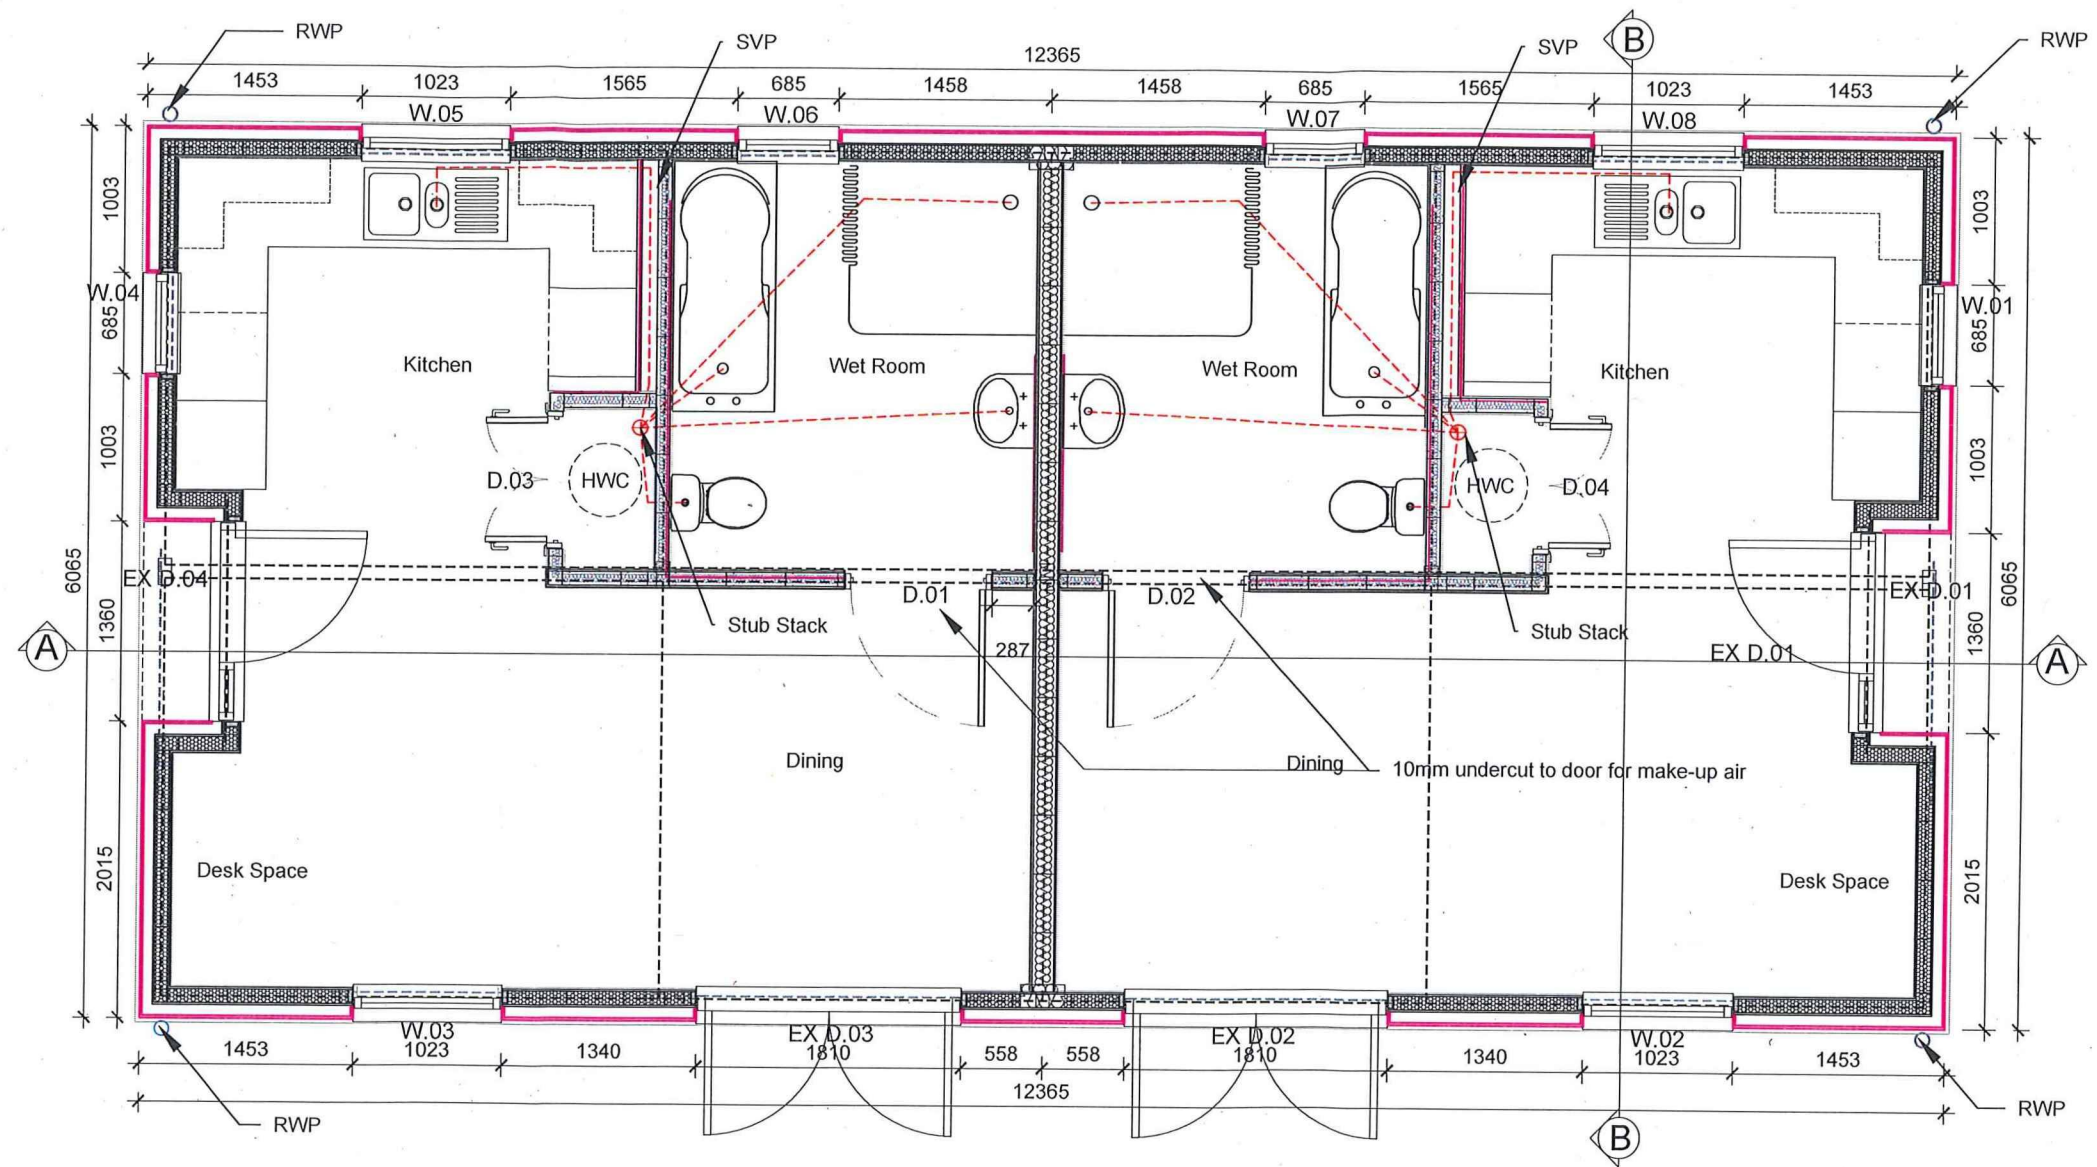 RWP
SVP
SVP
B
RWP
12365
1453
1023
1565
685
1458
1458
685
1565
1023
1453
W.05
W.06
W.07
W.08
1003
1003
W.04
W.01
685
685
Kitchen
Wet Room
Wet Room
Kitchen
1003
1003
D.03
HWC
HWC
D.04
6065
6065
EX D.04
EX D.01
D.01
D.02
1360
1360
Stub Stack
Stub Stack
A
287
EX D.01
A
Dining
Dining
10mm undercut to door for make-up air
2015
2015
Desk Space
Desk Space
W.03
EX D.03
EX D.02
W.02
1453
1023
1340
1810
558
558
1810
1340
1023
1453
12365
RWP
RWP
B